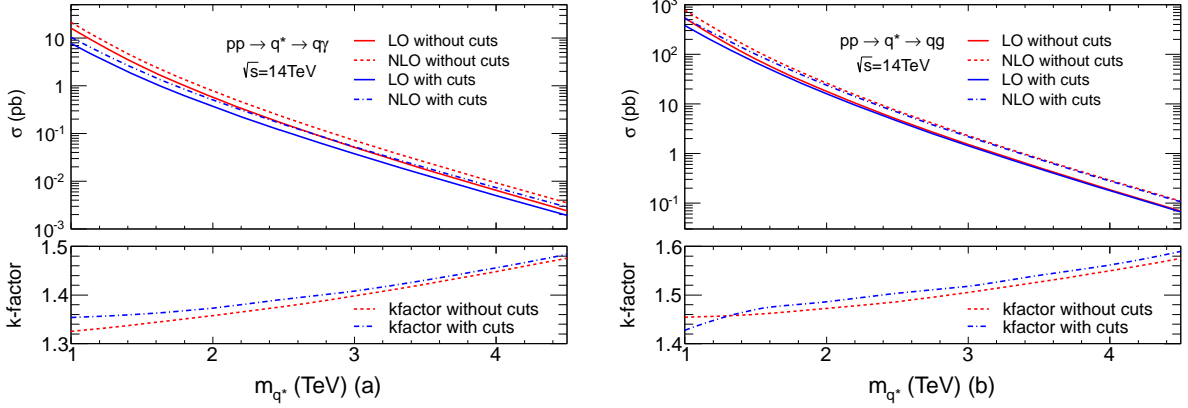 10
1
10⁻¹
10⁻²
10⁻³
σ (pb)
pp → q* → qγ
√s=14TeV
LO without cuts
NLO without cuts
LO with cuts
NLO with cuts
1.5
1.4
1.3
k-factor
kfactor without cuts
kfactor with cuts
1 2 3 4
m_q* (TeV) (a)
10³
10²
10
1
10⁻¹
σ (pb)
pp → q* → qg
√s=14TeV
LO without cuts
NLO without cuts
LO with cuts
NLO with cuts
1.6
1.5
1.4
k-factor
kfactor without cuts
kfactor with cuts
1 2 3 4
m_q* (TeV) (b)